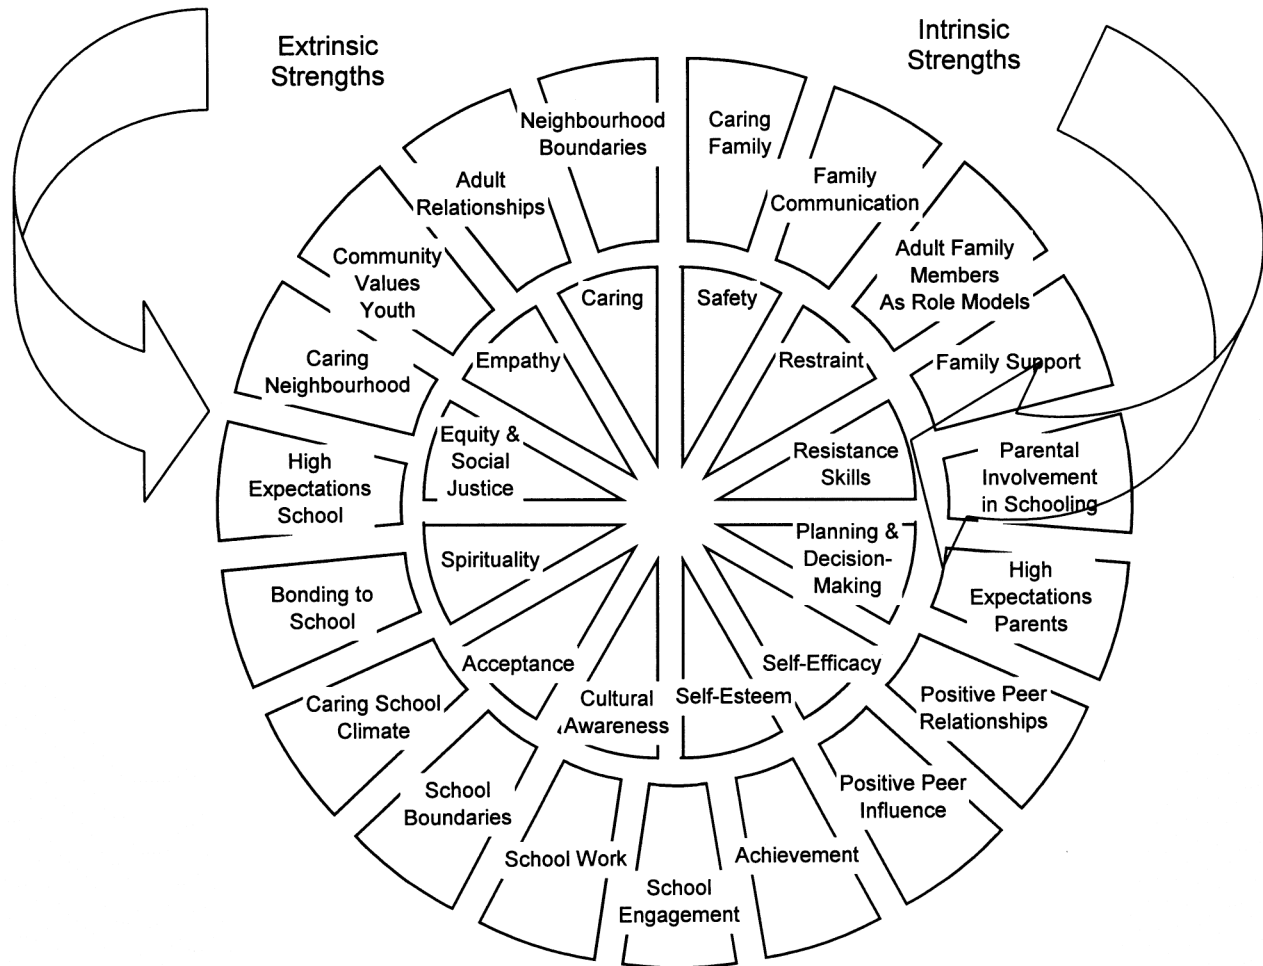 Extrinsic
Strengths
Intrinsic
Strengths
Caring
Family
Family
Communication
Adult Family
Members
As Role Models
Family Support
Parental
Involvement
in Schooling
High
Expectations
Parents
Positive Peer
Relationships
Positive Peer
Influence
Achievement
School
Engagement
School Work
School
Boundaries
Caring School
Climate
Bonding to
School
High
Expectations
School
Caring
Neighbourhood
Community
Values
Youth
Adult
Relationships
Neighbourhood
Boundaries
Safety
Restraint
Resistance
Skills
Planning &
Decision-
Making
Self-Efficacy
Self-Esteem
Cultural
Awareness
Acceptance
Spirituality
Equity &
Social
Justice
Empathy
Caring